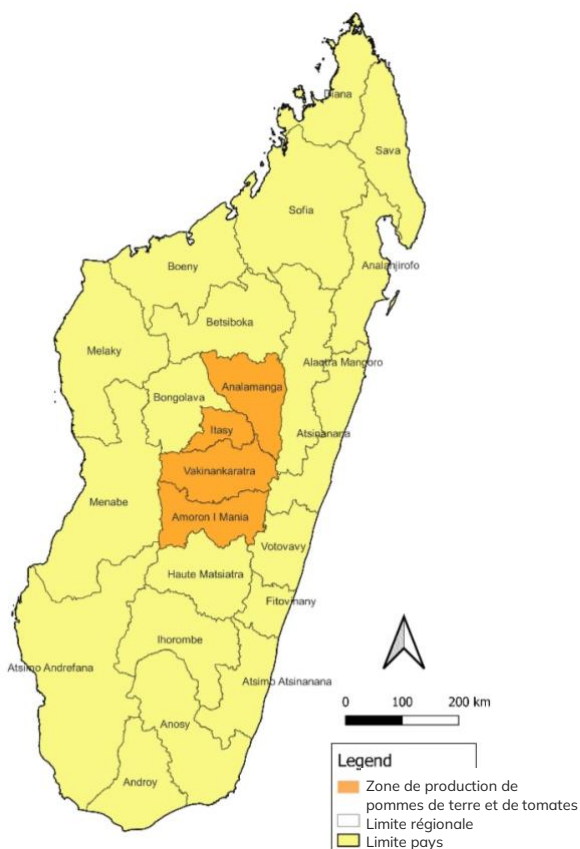 Diana
Sava
Sofia
Analanjirofo
Boeny
Betsiboka
Melaky
Alaotra Mangoro
Analamanga
Bongolava
Itasy
Atsinanana
Vakinankaratra
Menabe
Amoron I Mania
Votovavy
Haute Matsiatra
Fitovinany
Ihorombe
Atsimo Andrefana
Atsimo Atsinanana
Anosy
Androy
0 100 200 km
Legend
Zone de production de
pommes de terre et de tomates
Limite régionale
Limite pays